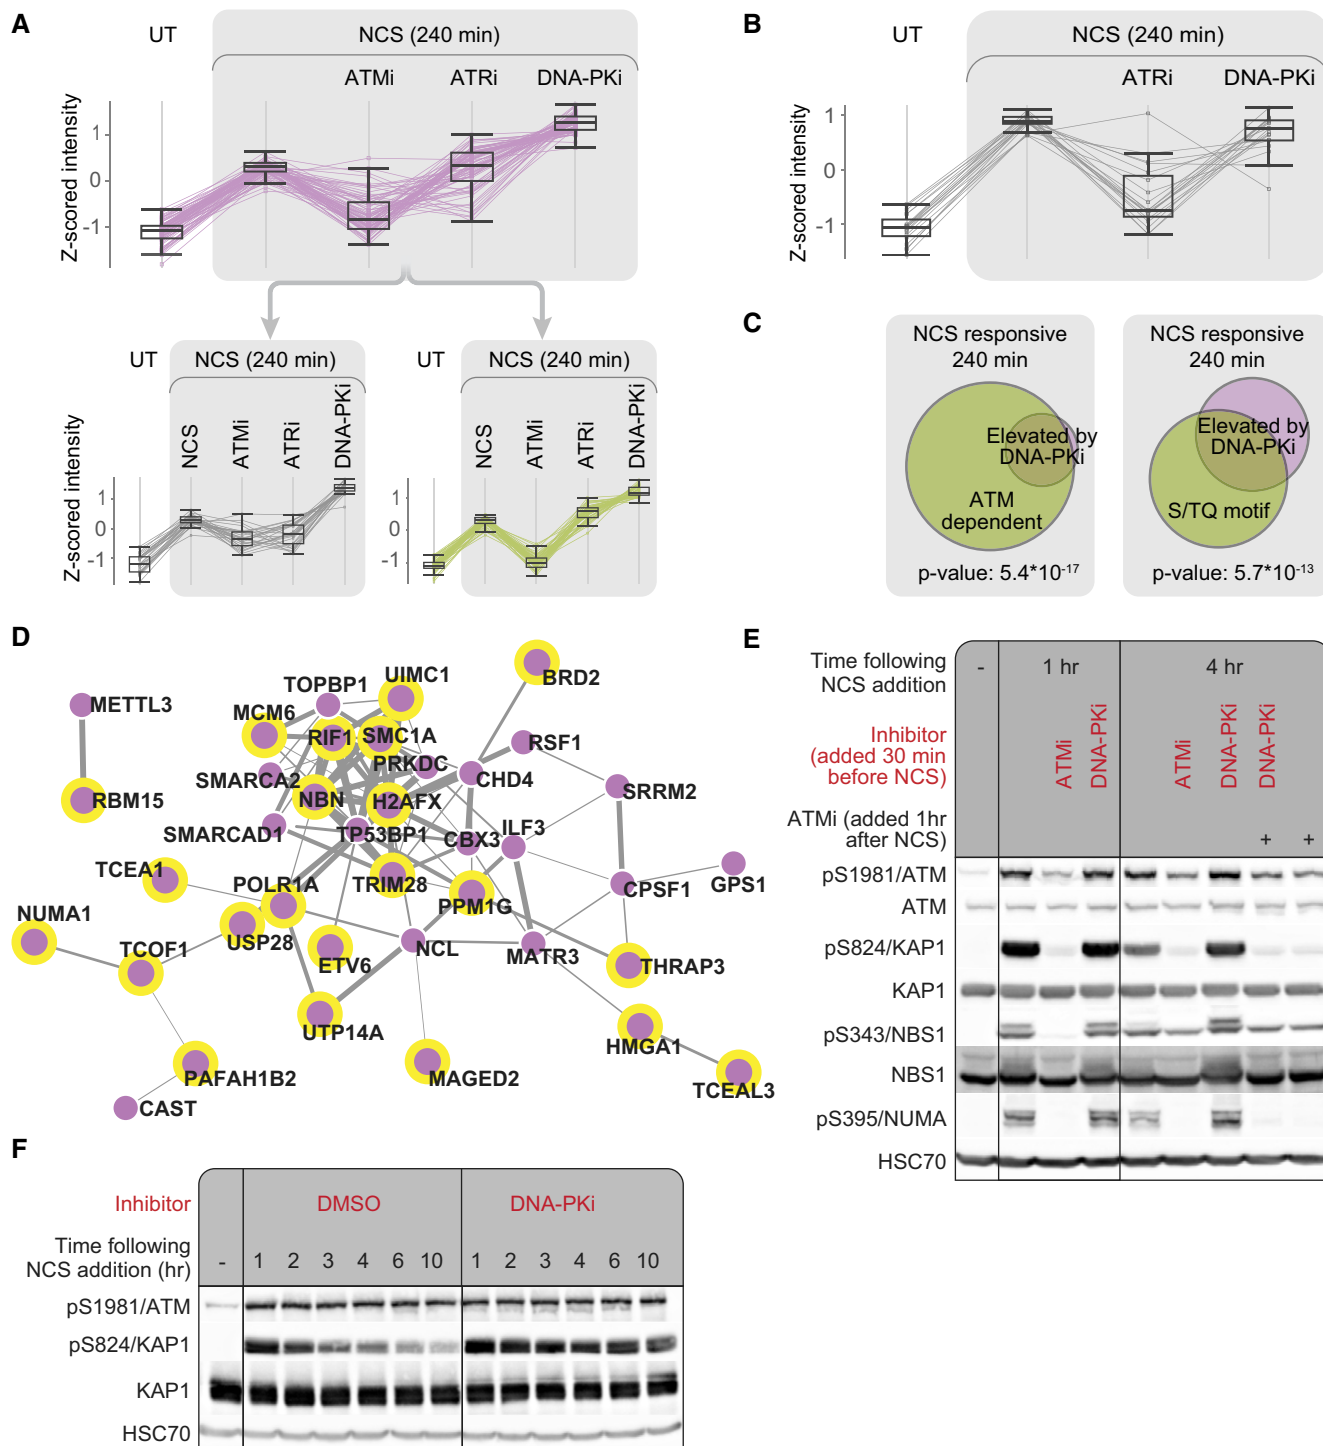 A
UT
NCS (240 min)
ATMi
ATRi
DNA-PKi
Z-scored intensity
1
0
-1
UT
NCS (240 min)
NCS
ATMi
ATRi
DNA-PKi
Z-scored intensity
1
0
-1
UT
NCS (240 min)
NCS
ATMi
ATRi
DNA-PKi
1
0
-1
B
UT
NCS (240 min)
ATRi
DNA-PKi
Z-scored intensity
1
0
-1
C
NCS responsive
240 min
Elevated by
DNA-PKi
ATM
dependent
p-value: 5.4*10-17
NCS responsive
240 min
Elevated by
DNA-PKi
S/TQ motif
p-value: 5.7*10-13
D
METTL3
RBM15
TOPBP1
UIMC1
BRD2
MCM6
RIF1
SMC1A
RSF1
SMARCA2
PRKDC
CHD4
SRRM2
NBN
H2AFX
SMARCAD1
TP53BP1
CBX3
ILF3
TCEA1
POLR1A
TRIM28
PPM1G
CPSF1
GPS1
NUMA1
TCOF1
USP28
ETV6
NCL
MATR3
THRAP3
UTP14A
HMGA1
PAFAH1B2
MAGED2
TCEAL3
CAST
E
Time following
NCS addition
-
1 hr
4 hr
Inhibitor
(added 30 min
before NCS)
ATMi
DNA-PKi
ATMi
DNA-PKi
DNA-PKi
ATMi (added 1hr
after NCS)
+
+
pS1981/ATM
ATM
pS824/KAP1
KAP1
pS343/NBS1
NBS1
pS395/NUMA
HSC70
F
Inhibitor
DMSO
DNA-PKi
Time following
NCS addition (hr)
-
1
2
3
4
6
10
1
2
3
4
6
10
pS1981/ATM
pS824/KAP1
KAP1
HSC70